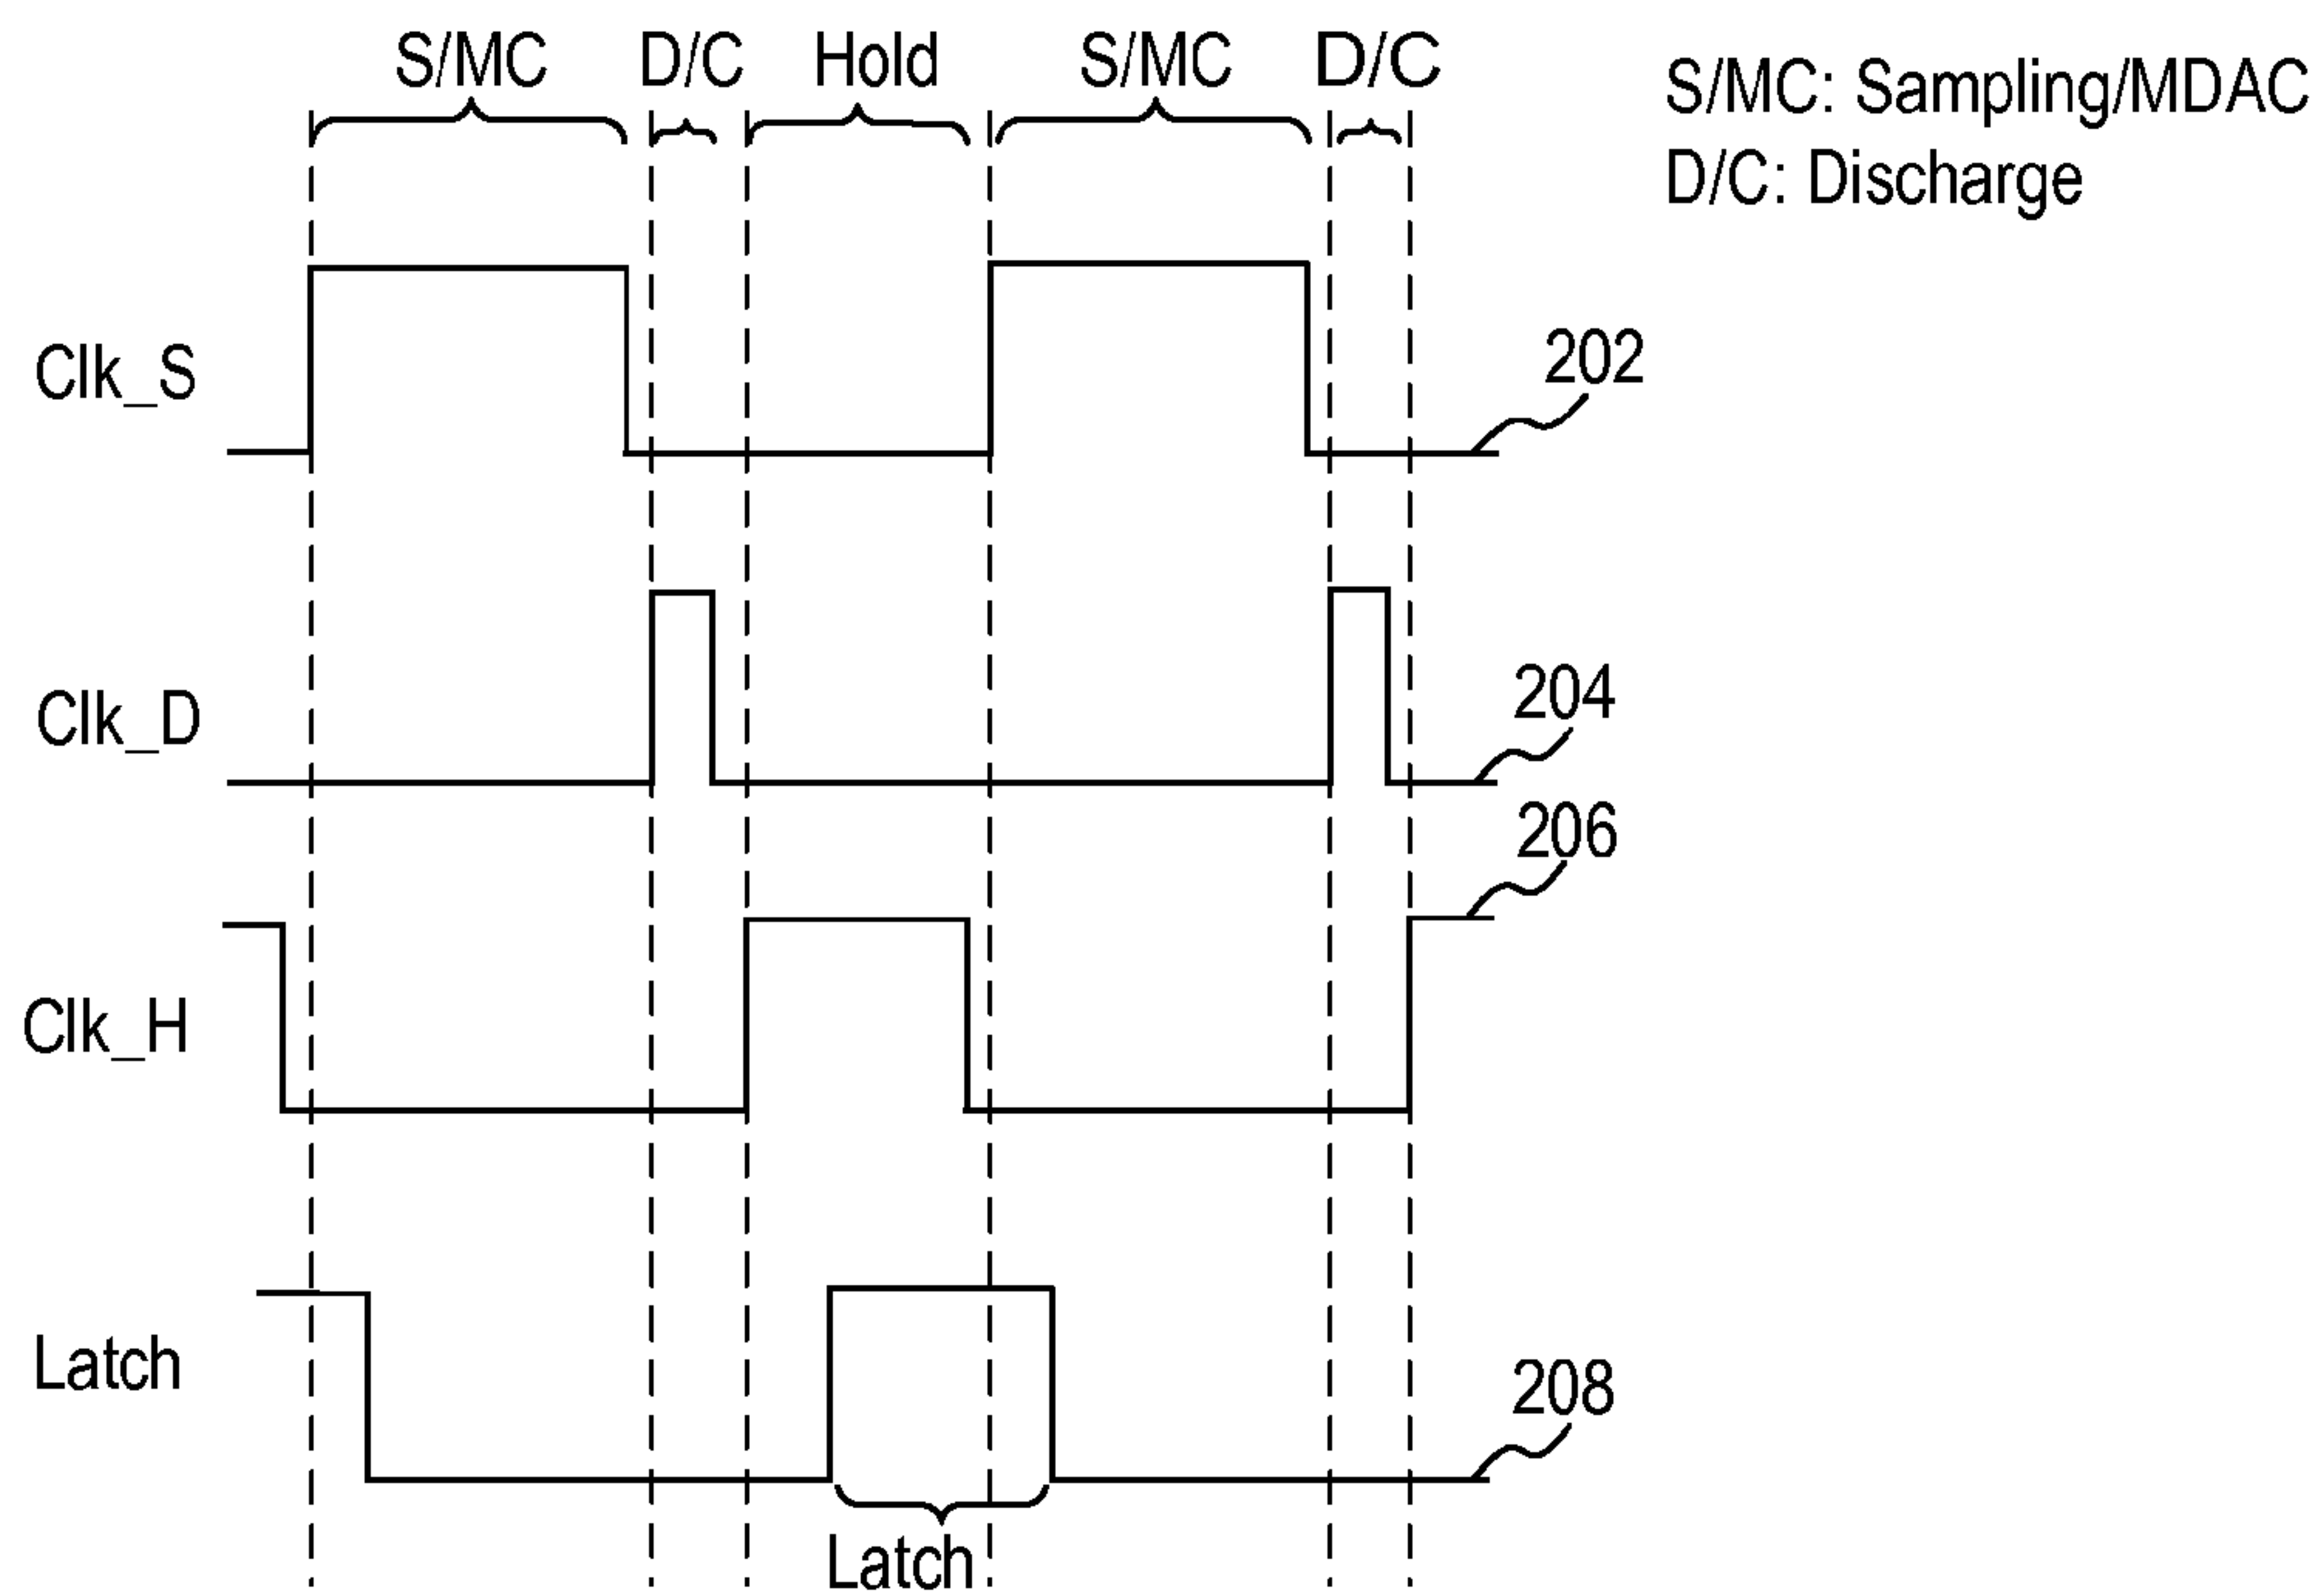 S/MC D/C Hold S/MC D/C
S/MC: Sampling/MDAC
D/C: Discharge
Clk_S
202
Clk_D
204
206
Clk_H
Latch
208
Latch